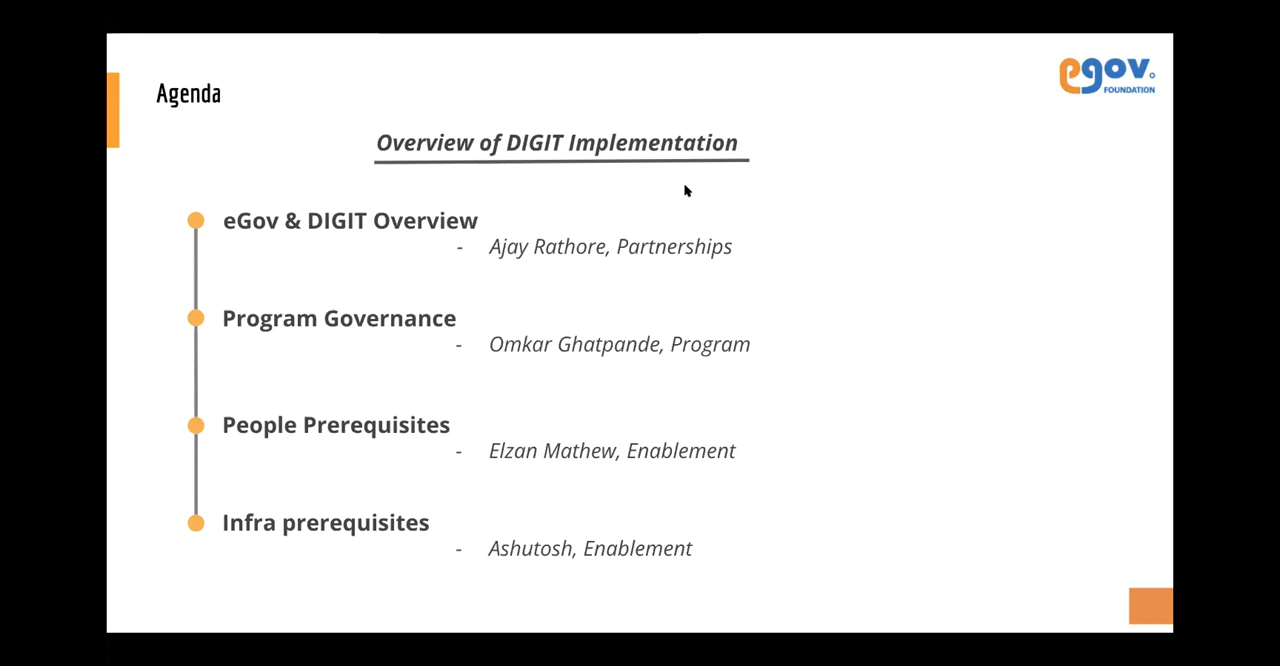 egov.
FOUNDATION
Agenda
Overview of DIGIT Implementation
eGov & DIGIT Overview
- Ajay Rathore, Partnerships
Program Governance
- Omkar Ghatpande, Program
People Prerequisites
- Elzan Mathew, Enablement
Infra prerequisites
- Ashutosh, Enablement